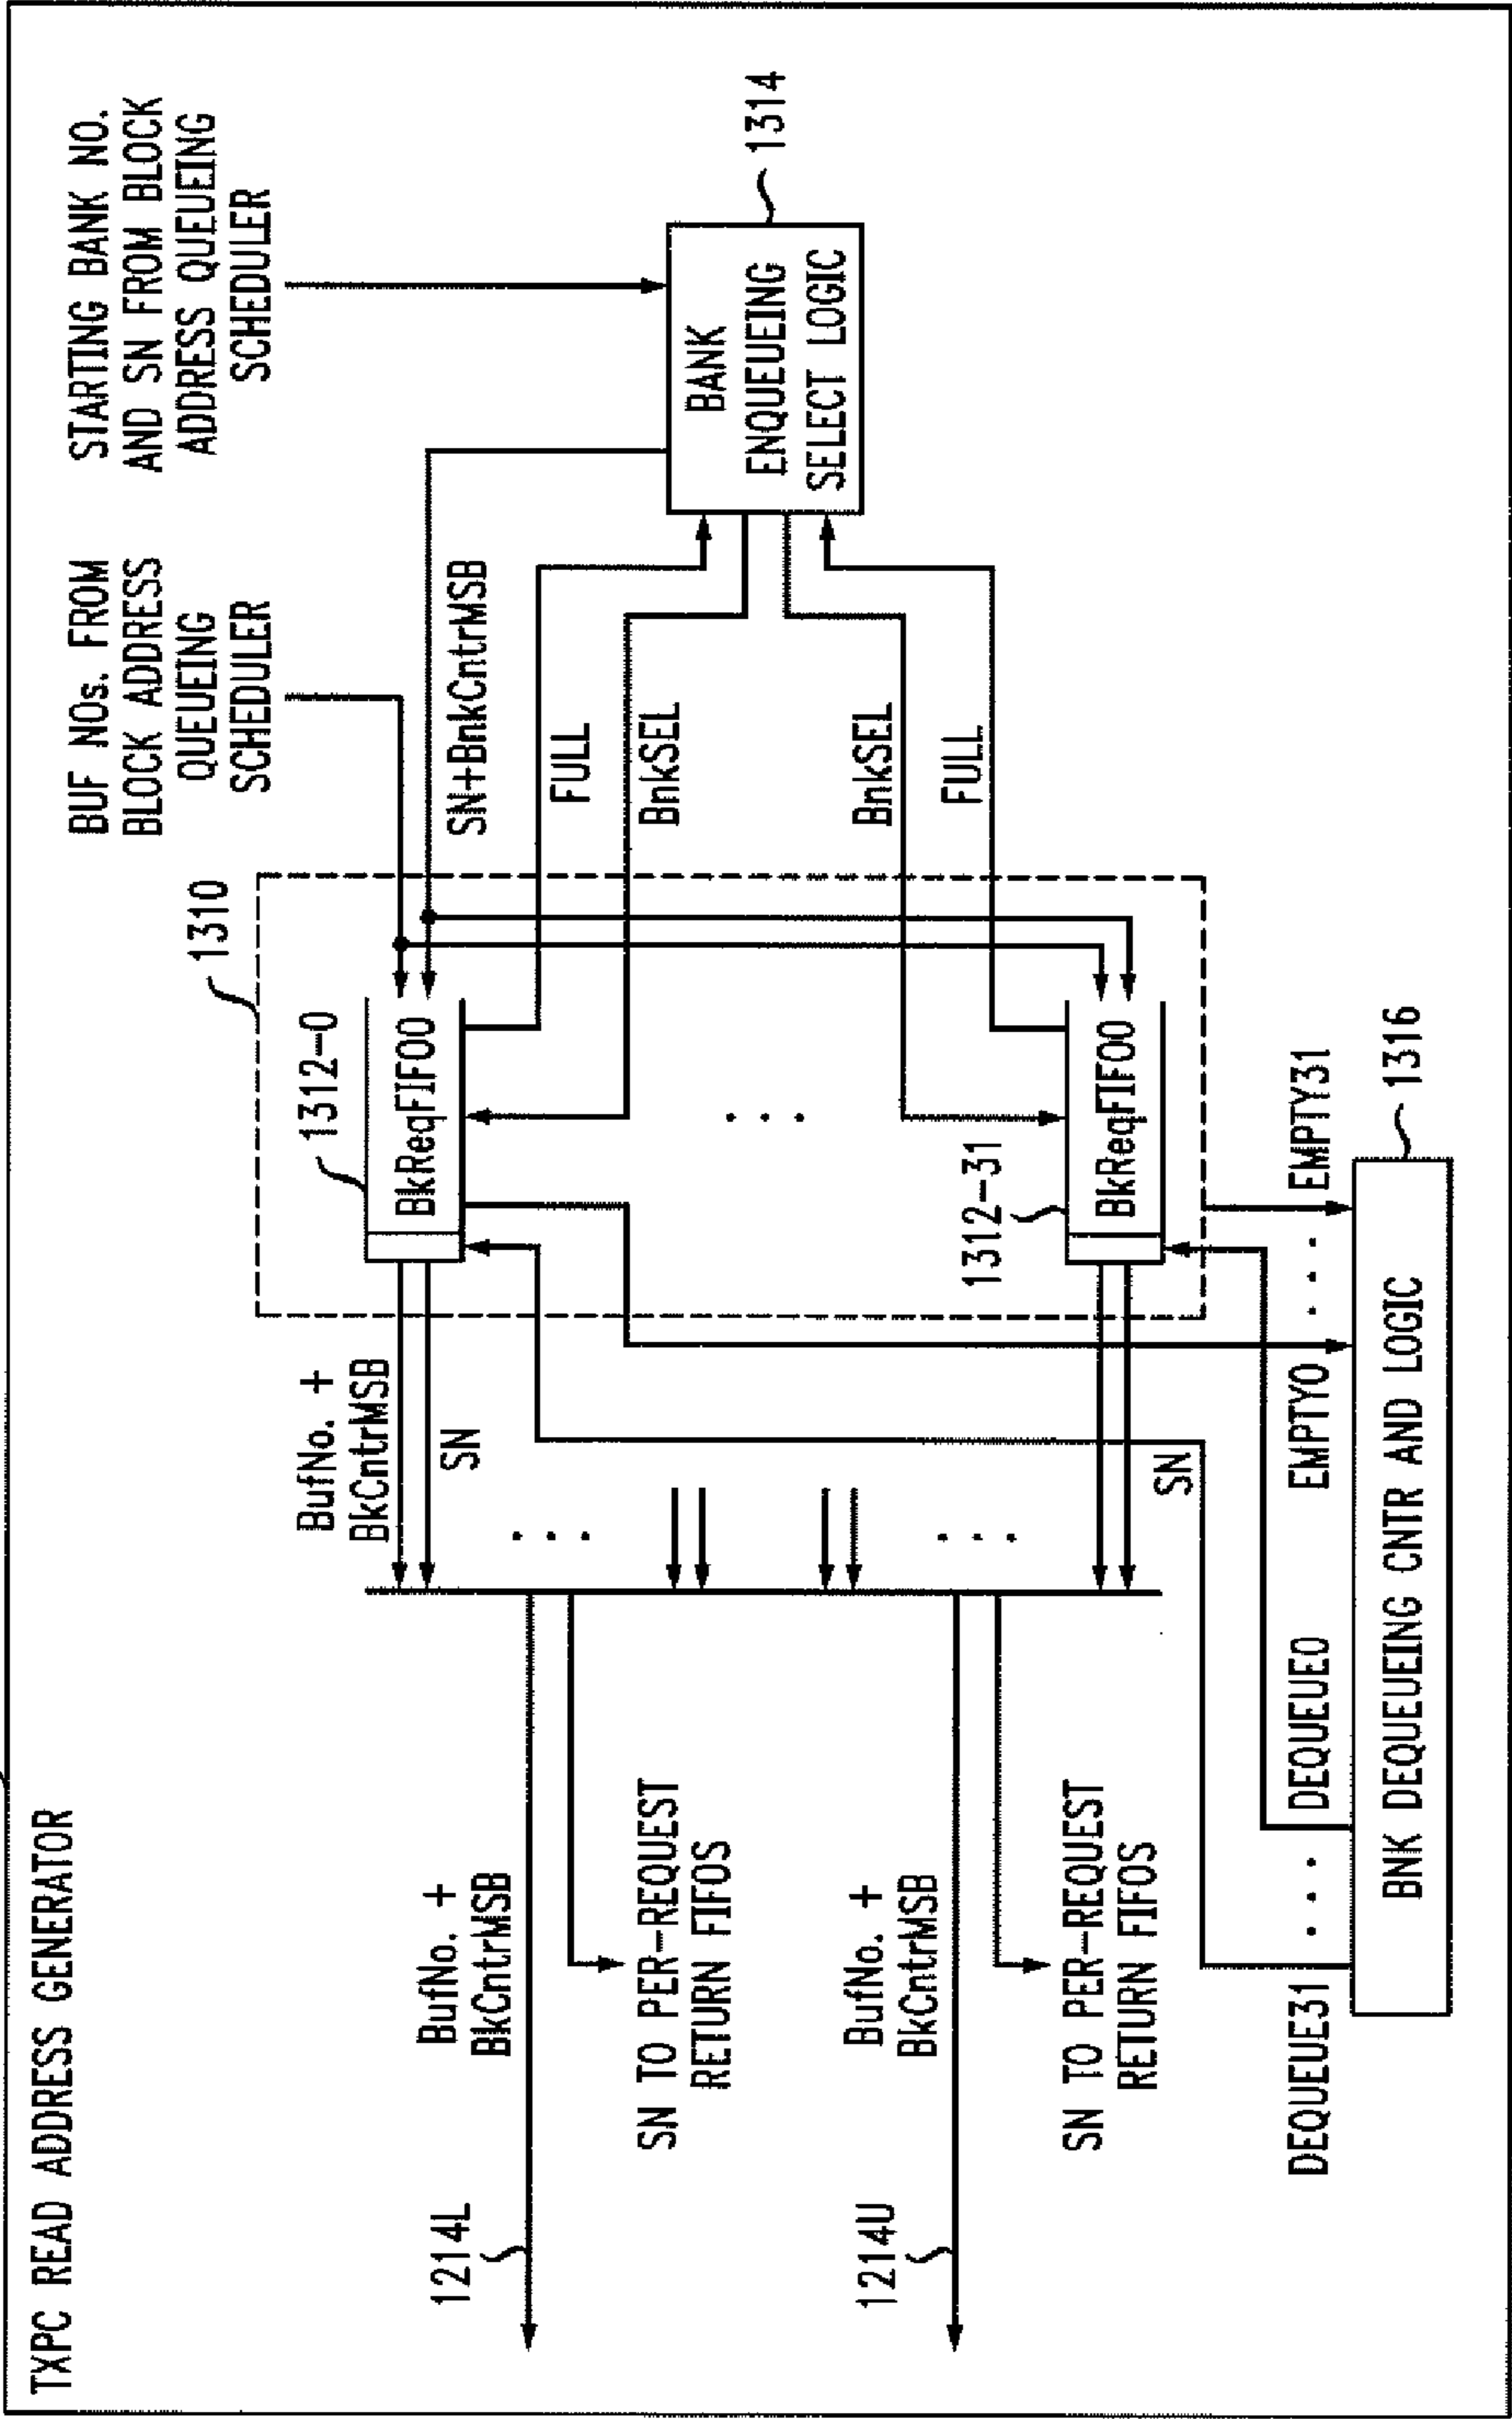 TXPC READ ADDRESS GENERATOR
BUF NOs. FROM
BLOCK ADDRESS
QUEUEING
SCHEDULER
STARTING BANK NO.
AND SN FROM BLOCK
ADDRESS QUEUEING
SCHEDULER
1310
1312-0
BkReqFIFO0
SN+BnkCntrMSB
FULL
BnkSEL
BnkSEL
FULL
BANK
ENQUEUEING
SELECT LOGIC
1314
BufNo. +
BkCntrMSB
SN
1214L
BufNo. +
BkCntrMSB
SN TO PER-REQUEST
RETURN FIFOS
1214U
BufNo. +
BkCntrMSB
SN TO PER-REQUEST
RETURN FIFOS
SN
1312-31
BkReqFIFO0
DEQUEUE31
DEQUEUE0
EMPTY0
EMPTY31
BNK DEQUEUEING CNTR AND LOGIC
1316